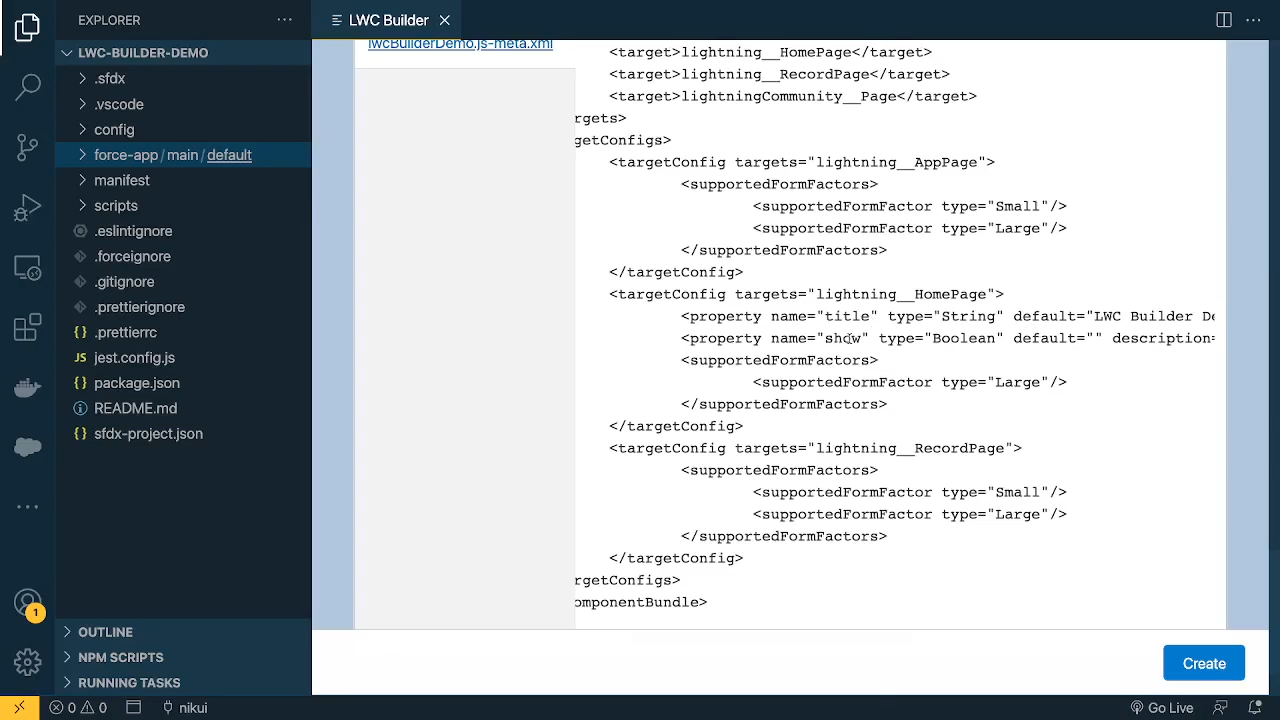 EXPLORER
LWC-BUILDER-DEMO
.sfdx
.vscode
config
force-app/main/default
manifest
scripts
.eslintignore
.forceignore
.gitignore
.prettierignore
{} .prettierrc
JS jest.config.js
{} package.json
README.md
{} sfdx-project.json
OUTLINE
NPM SCRIPTS
RUNNING TASKS
1
LWC Builder
lwcBuilderDemo.js-meta.xml
<target>lightning__HomePage</target>
<target>lightning__RecordPage</target>
<target>lightningCommunity__Page</target>
rgets>
getConfigs>
<targetConfig targets="lightning__AppPage">
<supportedFormFactors>
<supportedFormFactor type="Small"/>
<supportedFormFactor type="Large"/>
</supportedFormFactors>
</targetConfig>
<targetConfig targets="lightning__HomePage">
<property name="title" type="String" default="LWC Builder De
<property name="show" type="Boolean" default="" description=
<supportedFormFactors>
<supportedFormFactor type="Large"/>
</supportedFormFactors>
</targetConfig>
<targetConfig targets="lightning__RecordPage">
<supportedFormFactors>
<supportedFormFactor type="Small"/>
<supportedFormFactor type="Large"/>
</supportedFormFactors>
</targetConfig>
rgetConfigs>
omponentBundle>
Create
0 0 nikui
Go Live